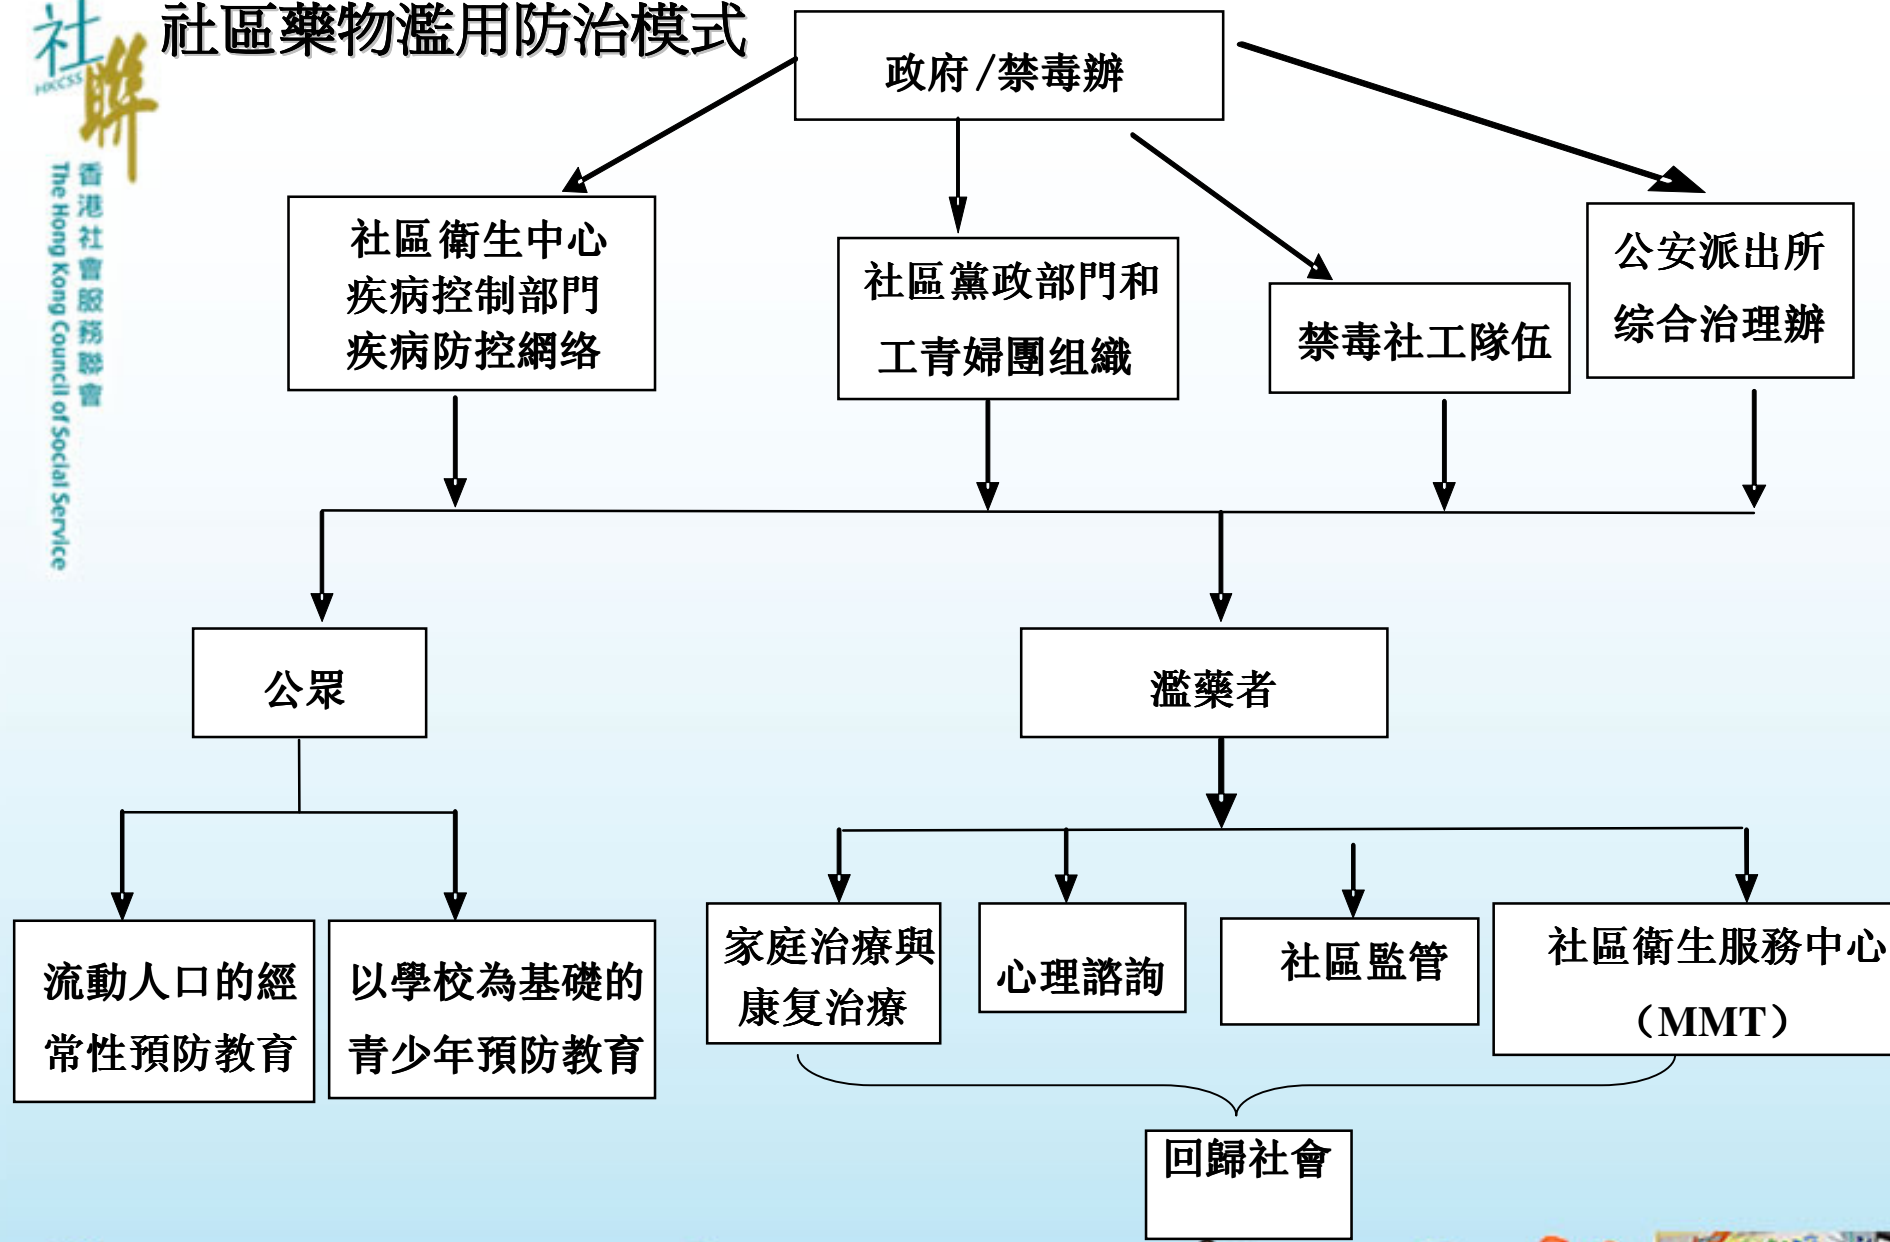 社聯
HKCSS
香港社會服務聯會
The Hong Kong Council of Social Service
社區藥物濫用防治模式
政府/禁毒辦
社區衛生中心
疾病控制部門
疾病防控網络
社區黨政部門和
工青婦團组織
禁毒社工隊伍
公安派出所
综合治理辦
公眾
濫藥者
流動人口的經
常性預防教育
以學校為基礎的
青少年預防教育
家庭治療與
康复治療
心理諮詢
社區監管
社區衛生服務中心
（MMT）
回歸社會